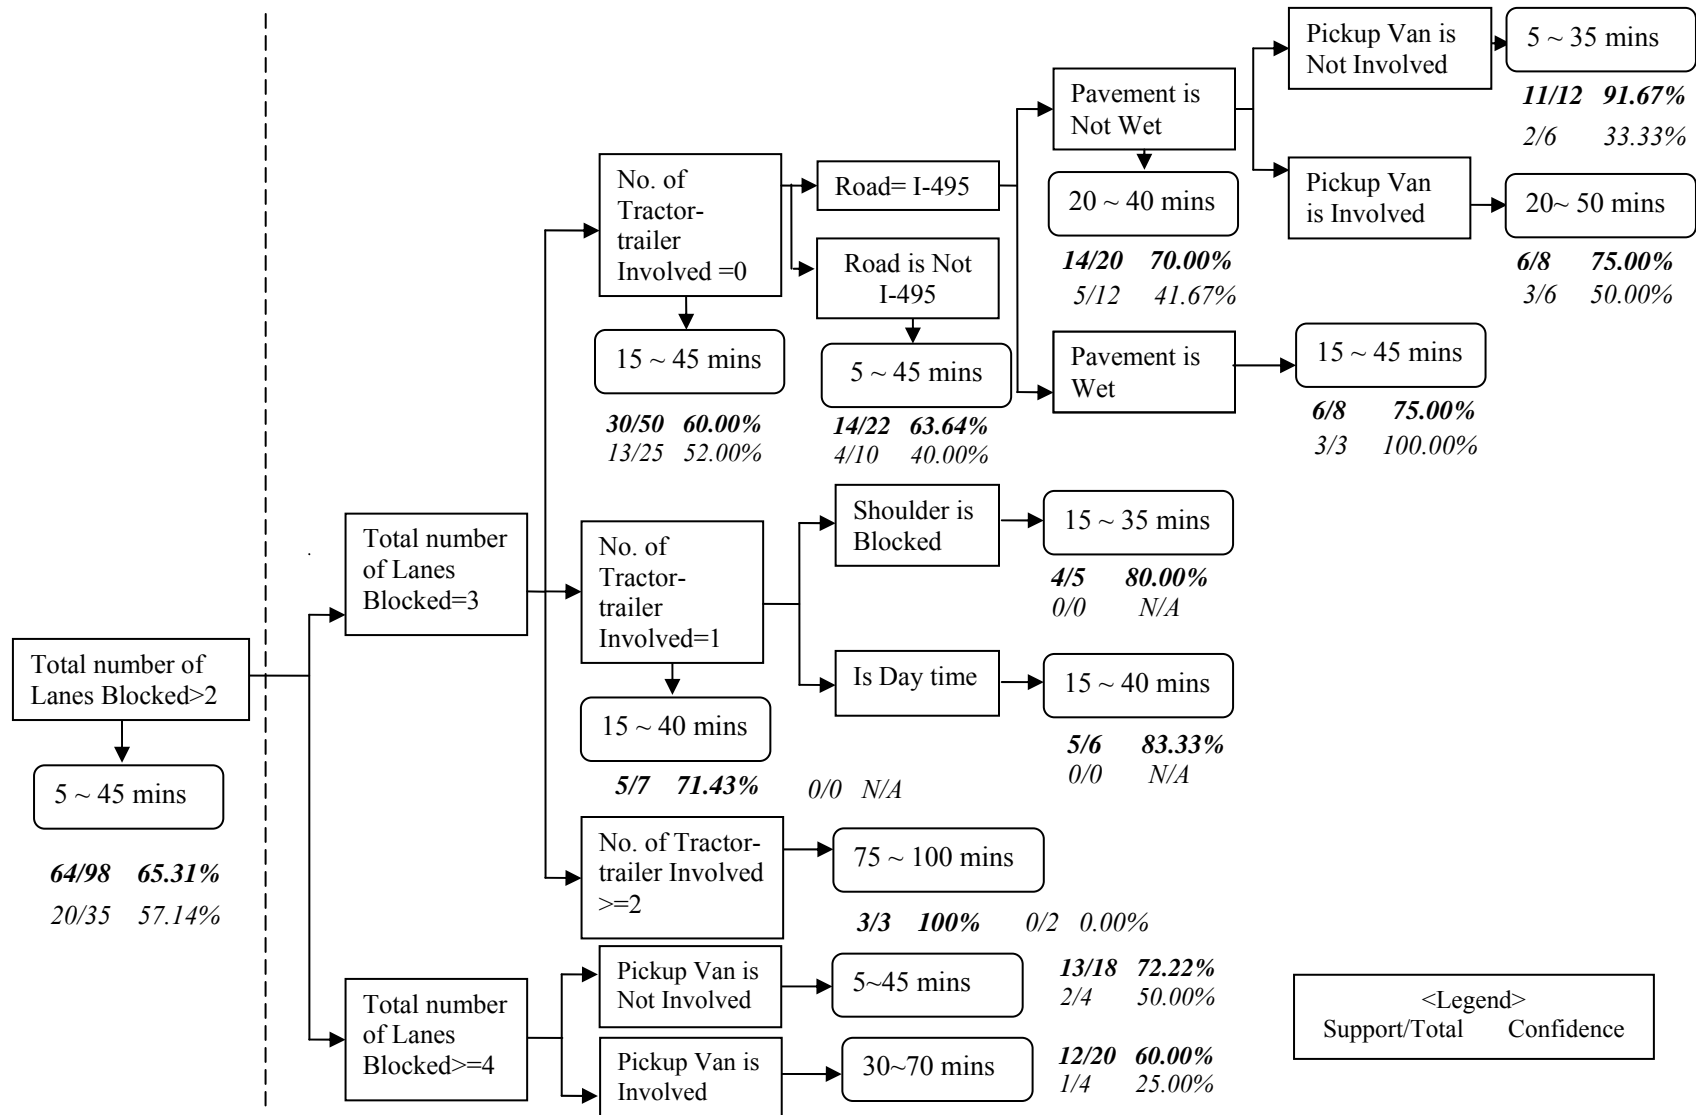 Total number of
Lanes Blocked>2
5 ~ 45 mins
64/98 65.31%
20/35 57.14%
Total number
of Lanes
Blocked=3
Total number
of Lanes
Blocked>=4
No. of
Tractor-
trailer
Involved =0
15 ~ 45 mins
30/50 60.00%
13/25 52.00%
Road= I-495
Road is Not
I-495
5 ~ 45 mins
14/22 63.64%
4/10 40.00%
Pavement is
Not Wet
20 ~ 40 mins
14/20 70.00%
5/12 41.67%
Pickup Van is
Not Involved
5 ~ 35 mins
11/12 91.67%
2/6 33.33%
Pickup Van
is Involved
20~ 50 mins
6/8 75.00%
3/6 50.00%
Pavement is
Wet
15 ~ 45 mins
6/8 75.00%
3/3 100.00%
No. of
Tractor-
trailer
Involved=1
15 ~ 40 mins
5/7 71.43% 0/0 N/A
Shoulder is
Blocked
15 ~ 35 mins
4/5 80.00%
0/0 N/A
Is Day time
15 ~ 40 mins
5/6 83.33%
0/0 N/A
No. of Tractor-
trailer Involved
>=2
75 ~ 100 mins
3/3 100% 0/2 0.00%
Pickup Van is
Not Involved
5~45 mins
13/18 72.22%
2/4 50.00%
Pickup Van is
Involved
30~70 mins
12/20 60.00%
1/4 25.00%
<Legend>
Support/Total Confidence